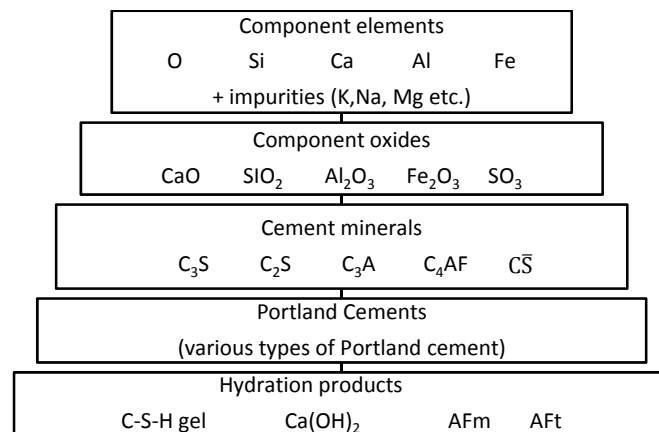 Component elements
O Si Ca Al Fe
+ impurities (K,Na, Mg etc.)
Component oxides
CaO SIO₂ Al₂O₃ Fe₂O₃ SO₃
Cement minerals
C₃S C₂S C₃A C₄AF CS̄
Portland Cements
(various types of Portland cement)
Hydration products
C-S-H gel Ca(OH)₂ AFm AFt